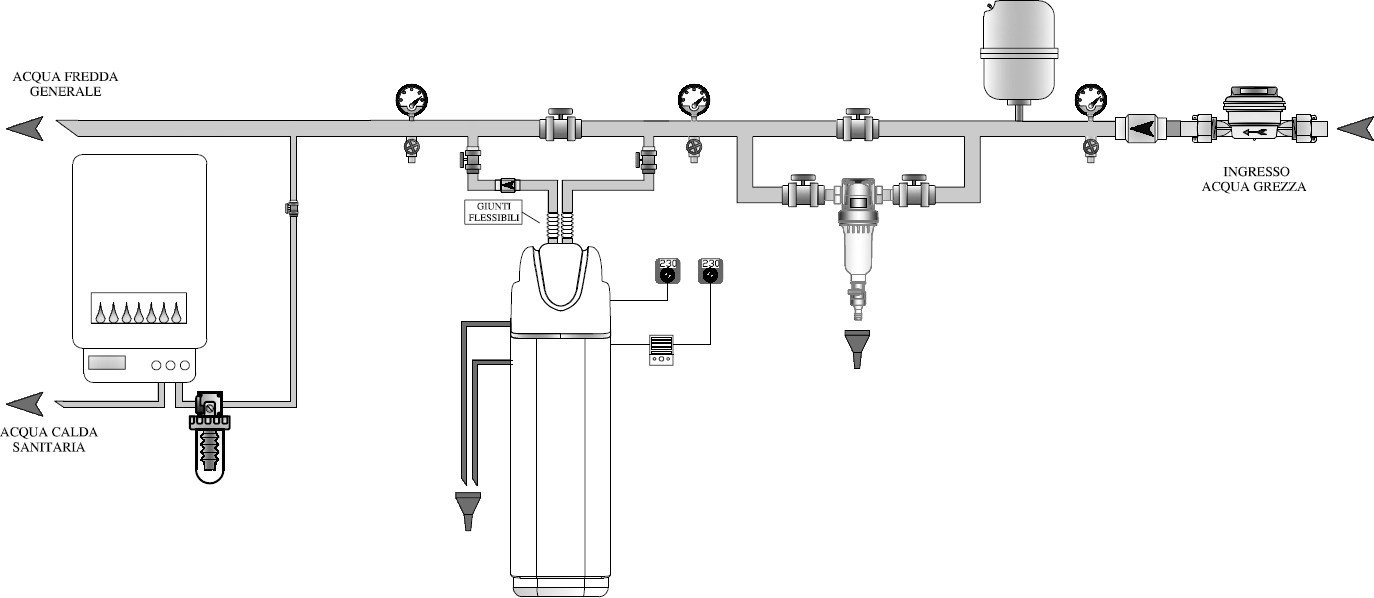 ACQUA FREDDA
GENERALE
INGRESSO
ACQUA GREZZA
GIUNTI
FLESSIBILI
230
230
ACQUA CALDA
SANITARIA